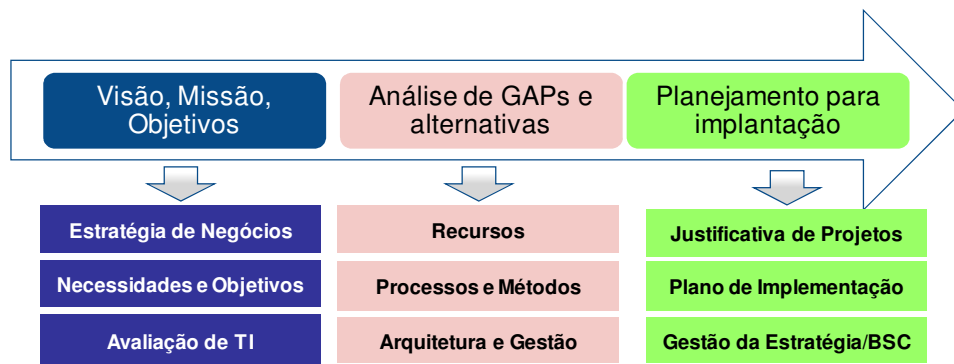 Visão, Missão,
Objetivos
Análise de GAPs e
alternativas
Planejamento para
implantação
Estratégia de Negócios
Necessidades e Objetivos
Avaliação de TI
Recursos
Processos e Métodos
Arquitetura e Gestão
Justificativa de Projetos
Plano de Implementação
Gestão da Estratégia/BSC